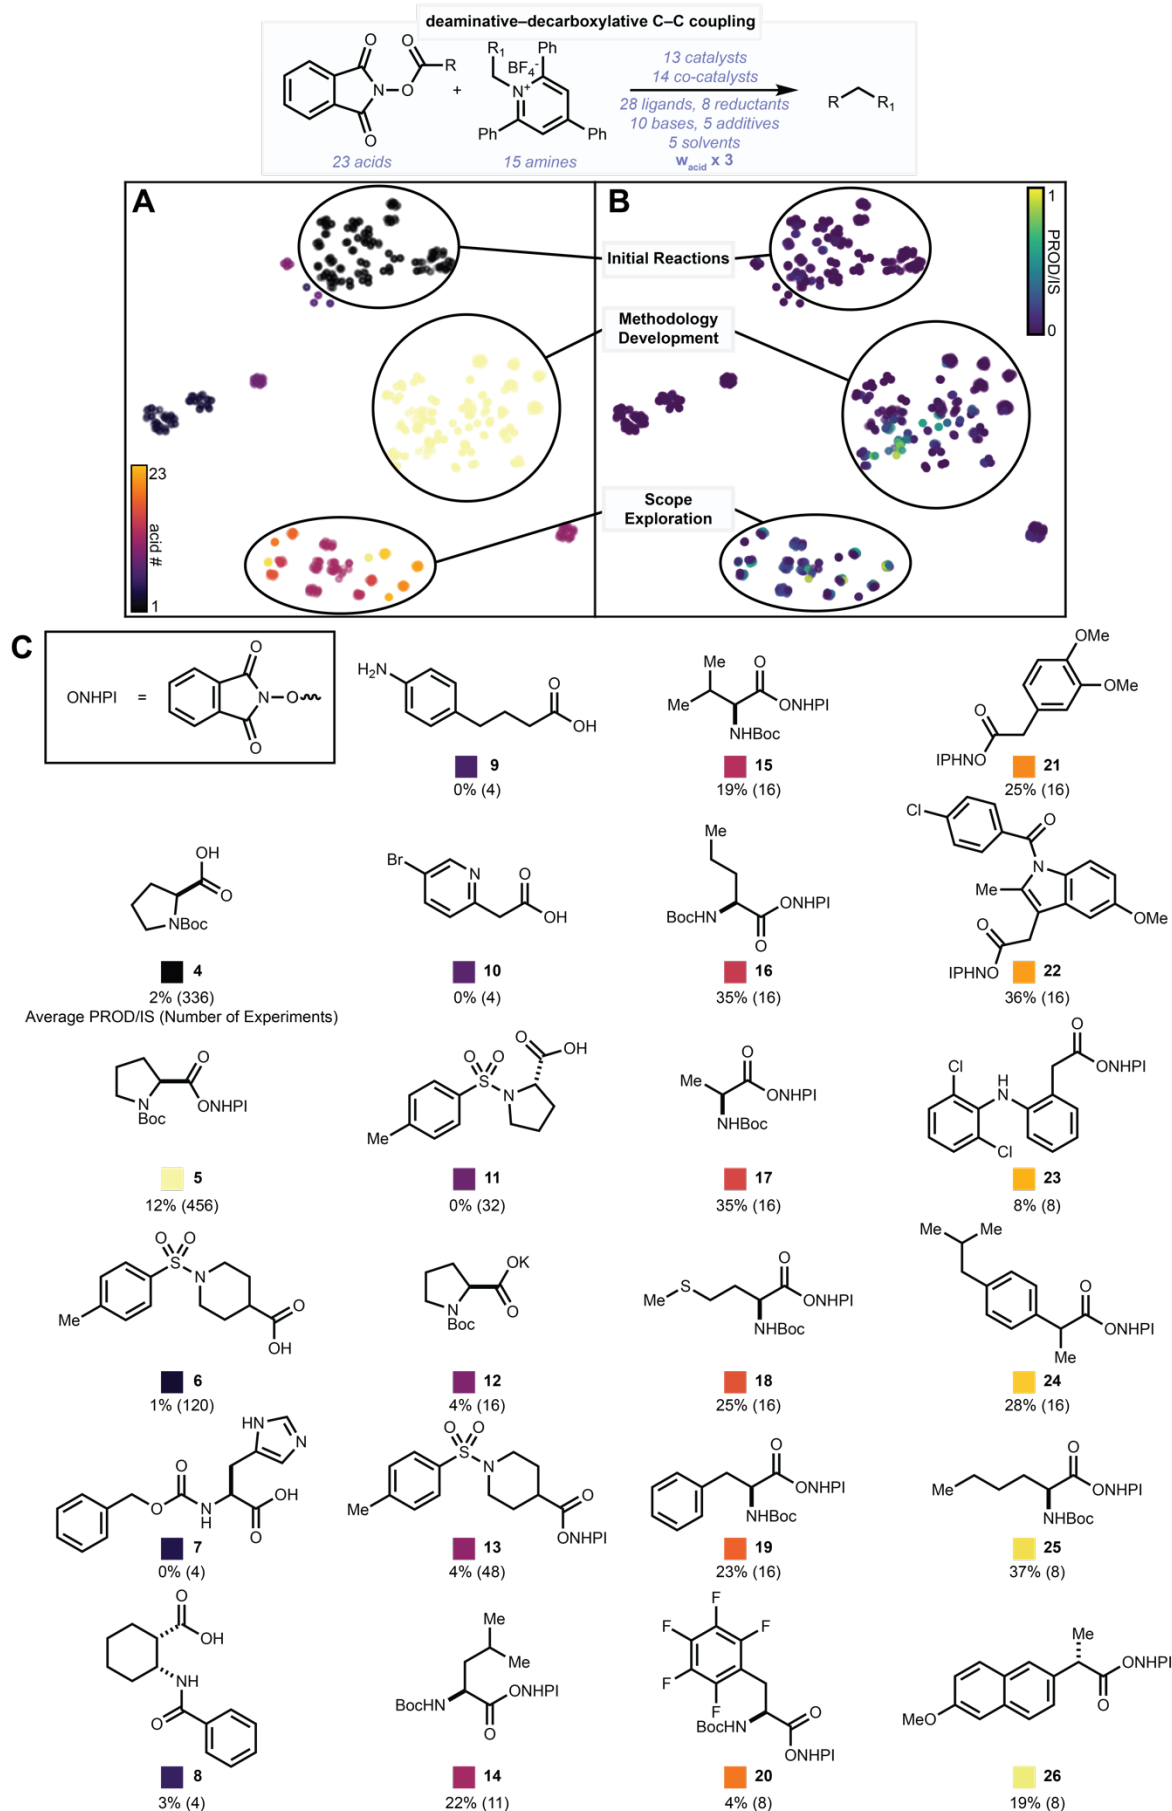 deaminative–decarboxylative C–C coupling
O
O
N
O
O
R
+
R1
BF4-
N+
Ph
Ph
Ph
13 catalysts
14 co-catalysts
28 ligands, 8 reductants
10 bases, 5 additives
5 solvents
wacid x 3
R
R1
23 acids
15 amines
A
B
1
PROD/IS
0
Initial Reactions
Methodology
Development
Scope
Exploration
23
acid #
1
C
ONHPI
=
O
N
O
O
H2N
O
OH
9
0% (4)
Me
Me
O
ONHPI
NHBoc
15
19% (16)
OMe
OMe
O
IPHNO
21
25% (16)
OH
O
NBoc
4
2% (336)
Average PROD/IS (Number of Experiments)
Br
N
O
OH
10
0% (4)
Me
BocHN
ONHPI
O
16
35% (16)
Cl
O
N
Me
OMe
O
IPHNO
22
36% (16)
O
N
Boc
ONHPI
5
12% (456)
O
O
S
N
O
OH
Me
11
0% (32)
O
Me
ONHPI
NHBoc
17
35% (16)
O
ONHPI
Cl
H
N
Cl
23
8% (8)
O
O
S
N
Me
O
OH
6
1% (120)
OK
O
N
Boc
12
4% (16)
S
Me
O
ONHPI
NHBoc
18
25% (16)
Me
Me
O
ONHPI
Me
24
28% (16)
HN
N
O
O
N
H
OH
O
7
0% (4)
O
O
S
N
Me
O
ONHPI
13
4% (48)
O
ONHPI
NHBoc
19
23% (16)
O
Me
ONHPI
NHBoc
25
37% (8)
O
OH
NH
O
8
3% (4)
Me
Me
BocHN
ONHPI
O
14
22% (11)
F
F
F
F
F
BocHN
O
ONHPI
20
4% (8)
Me
ONHPI
O
MeO
26
19% (8)